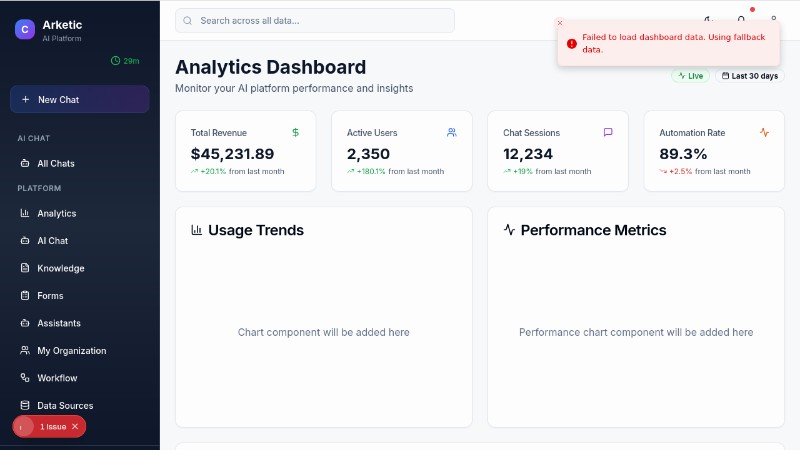 C
Arketic
AI Platform
29m
New Chat
AI CHAT
All Chats
PLATFORM
Analytics
AI Chat
Knowledge
Forms
Assistants
My Organization
Workflow
Data Sources
1 Issue
Search across all data...
Failed to load dashboard data. Using fallback
data.
Analytics Dashboard
Monitor your AI platform performance and insights
Live
Last 30 days
Total Revenue
$45,231.89
+20.1% from last month
Active Users
2,350
+180.1% from last month
Chat Sessions
12,234
+19% from last month
Automation Rate
89.3%
+2.5% from last month
Usage Trends
Chart component will be added here
Performance Metrics
Performance chart component will be added here